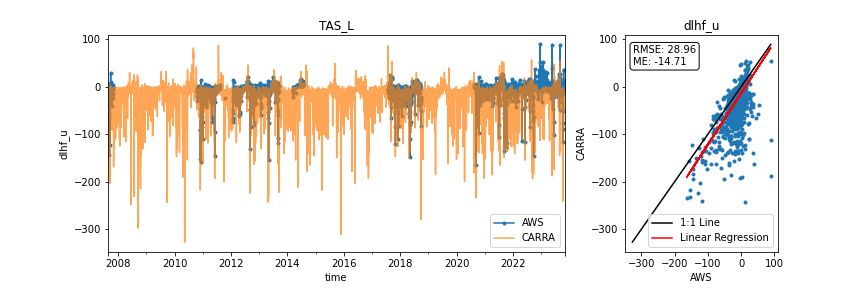 TAS_L
dlhf_u
100
0
−100
−200
−300
dlhf_u
2008
2010
2012
2014
2016
2018
2020
2022
time
AWS
CARRA
dlhf_u
RMSE: 28.96
ME: -14.71
100
0
−100
−200
−300
CARRA
−300
−200
−100
0
100
AWS
1:1 Line
Linear Regression